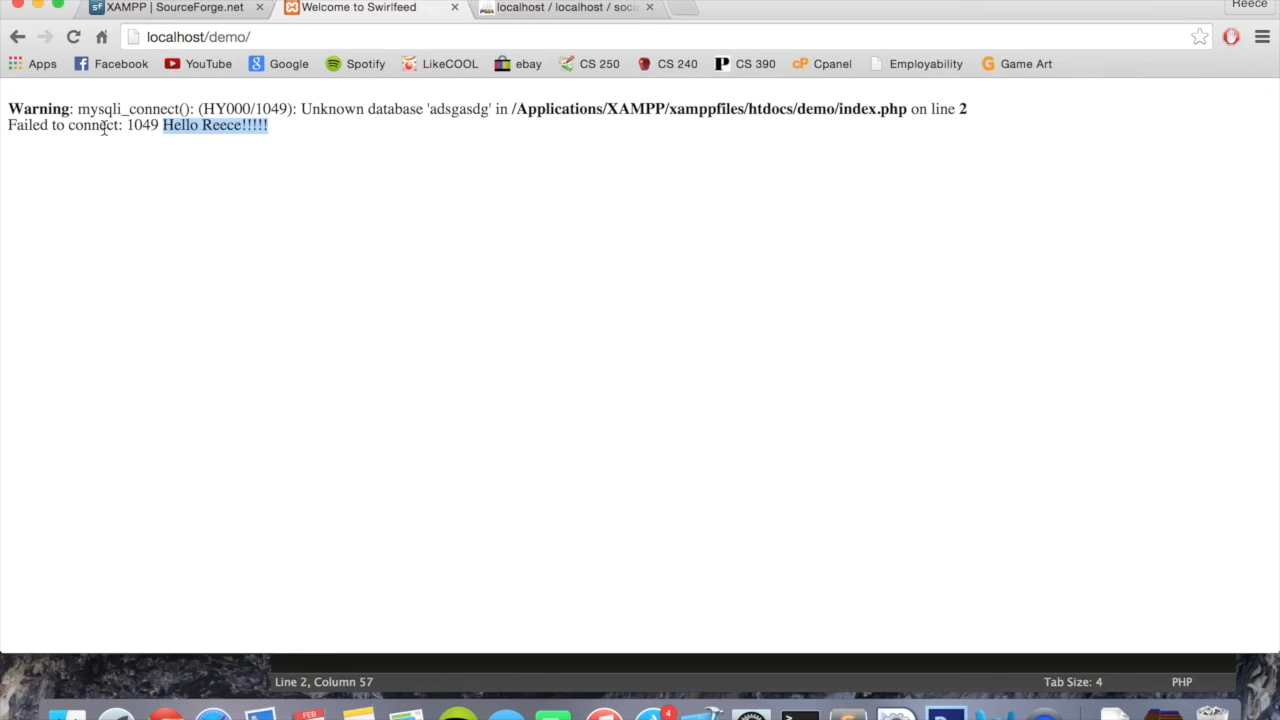 XAMPP | SourceForge.net
Welcome to Swirlfeed
localhost / localhost / soci
Reece
localhost/demo/
Apps Facebook YouTube Google Spotify LikeCOOL ebay CS 250 CS 240 CS 390 Cpanel Employability Game Art
Warning: mysqli_connect(): (HY000/1049): Unknown database 'adsgasdg' in /Applications/XAMPP/xamppfiles/htdocs/demo/index.php on line 2
Failed to connect: 1049 Hello Reece!!!!!
Line 2, Column 57 Tab Size: 4 PHP
FEB
4